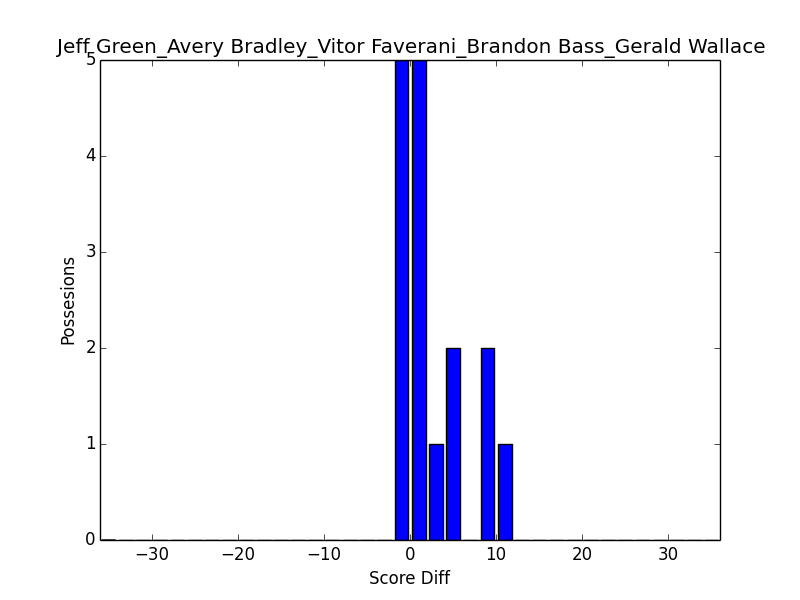 Jeff Green_Avery Bradley_Vitor Faverani_Brandon Bass_Gerald Wallace
5
4
3
2
1
0
Possesions
−30 −20 −10 0 10 20 30
Score Diff